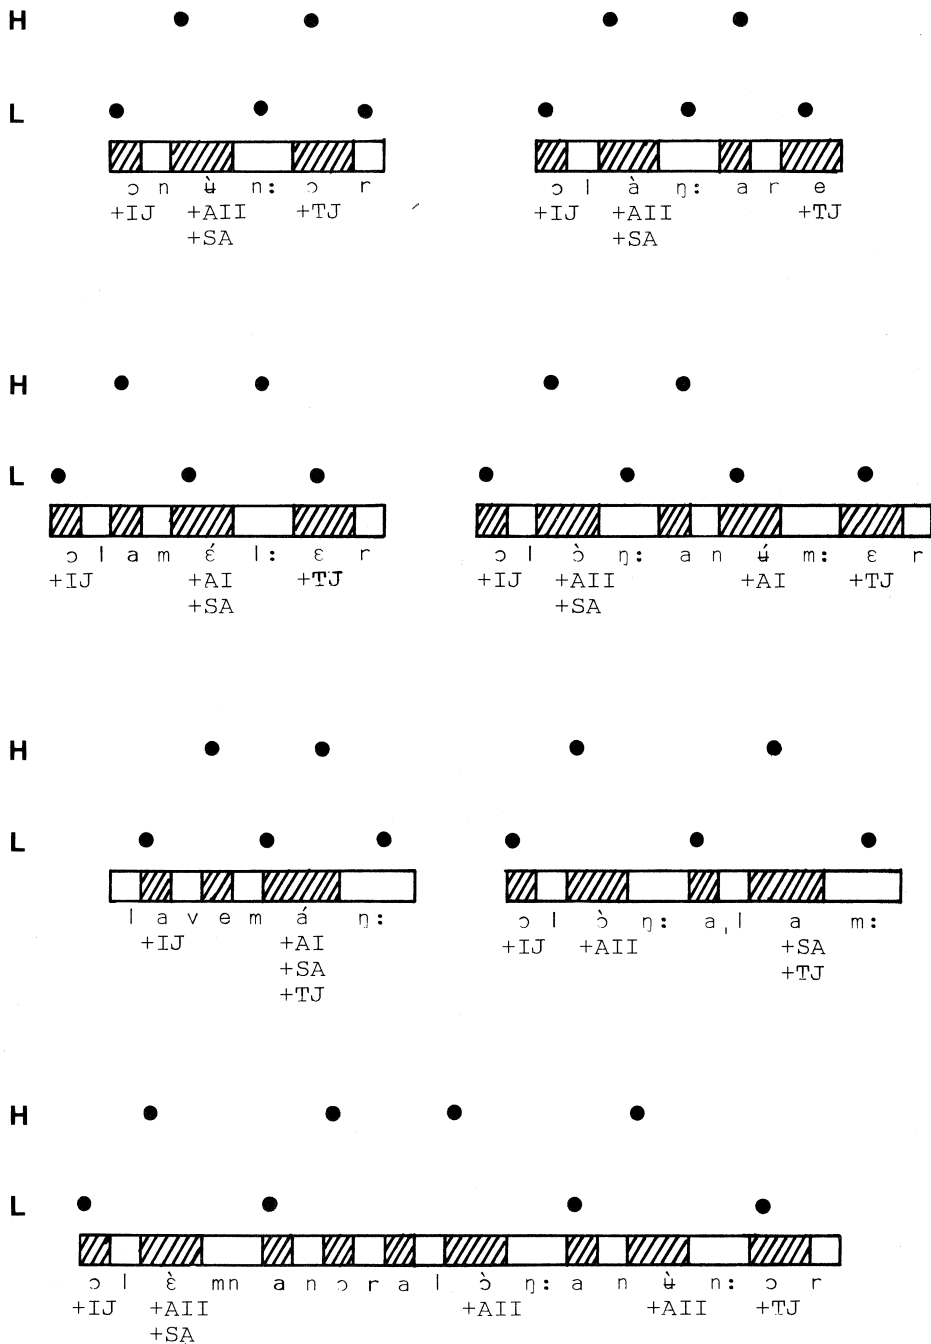 H
L
ɔ n ʉ̀ n: ɔ r    ɔ l à ŋ: a r e
+IJ +AII +TJ    +IJ +AII +TJ
+SA    +SA
H
L
ɔ l a m έ l: ɛ r    ɔ l ɔ̀ ŋ: a n ʉ́ m: ɛ r
+IJ +AI +TJ    +IJ +AII +AI +TJ
+SA    +SA
H
L
l a v e m á ŋ:    ɔ l ɔ̀ ŋ: a ˌl a m:
+IJ +AI    +IJ +AII +SA
+SA    +TJ
+TJ
H
L
ɔ l ɛ̀ mn a n ɔ r a l ɔ̀ ŋ: a n ʉ̀ n: ɔ r
+IJ +AII +AII +AII +TJ
+SA